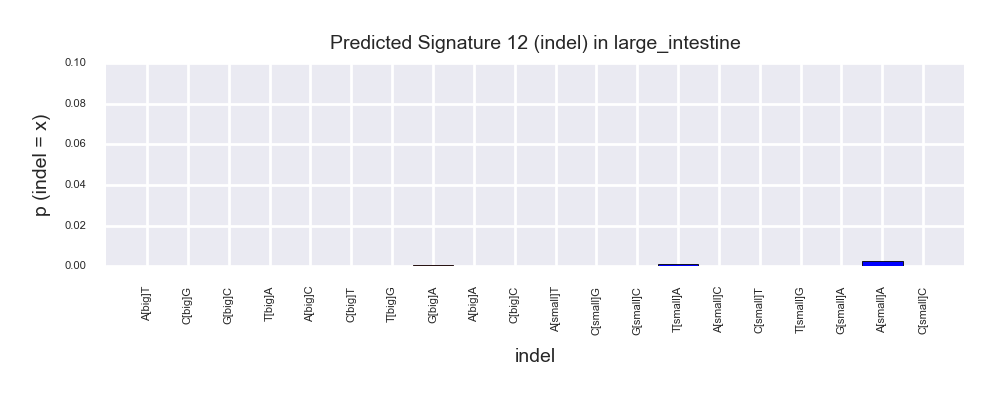 Predicted Signature 12 (indel) in large_intestine
p (indel = x)
0.10
0.08
0.06
0.04
0.02
0.00
A[big]T
C[big]G
G[big]C
T[big]A
A[big]C
C[big]T
T[big]G
G[big]A
A[big]A
C[big]C
A[small]T
C[small]G
G[small]C
T[small]A
A[small]C
C[small]T
T[small]G
G[small]A
A[small]A
C[small]C
indel